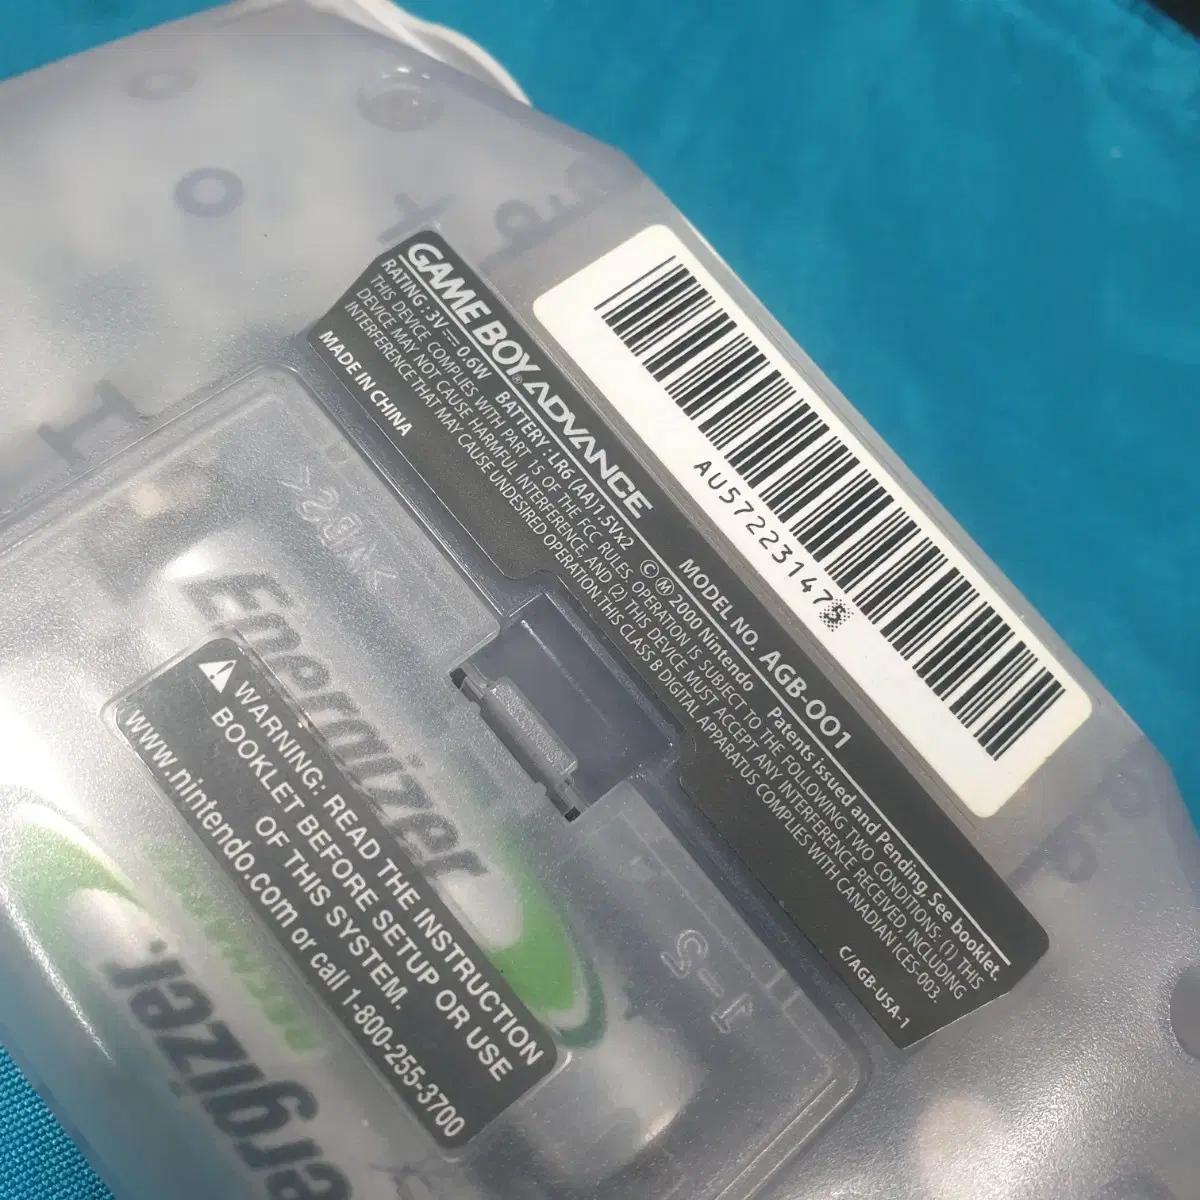 GAME BOY ADVANCE MODEL NO. AGB-001
RATING : 3V⎓ 0.6W BATTERY : LR6 (AA)1.5Vx2 © Ⓜ 2000 Nintendo Patents issued and Pending, See booklet.
THIS DEVICE COMPLIES WITH PART 15 OF THE FCC RULES, OPERATION IS SUBJECT TO THE FOLLOWING TWO CONDITIONS; (1) THIS
DEVICE MAY NOT CAUSE HARMFUL INTERFERENCE, AND (2) THIS DEVICE MUST ACCEPT ANY INTERFERENCE RECEIVED, INCLUDING
INTERFERENCE THAT MAY CAUSE UNDESIRED OPERATION. THIS CLASS B DIGITAL APPARATUS COMPLIES WITH CANADIAN ICES-003.
MADE IN CHINA
C/AGB-USA-1
AU572231475
>ABS<
Energizer
⚠ WARNING: READ THE INSTRUCTION
BOOKLET BEFORE SETUP OR USE
OF THIS SYSTEM.
www.nintendo.com or call 1-800-255-3700
Energizer